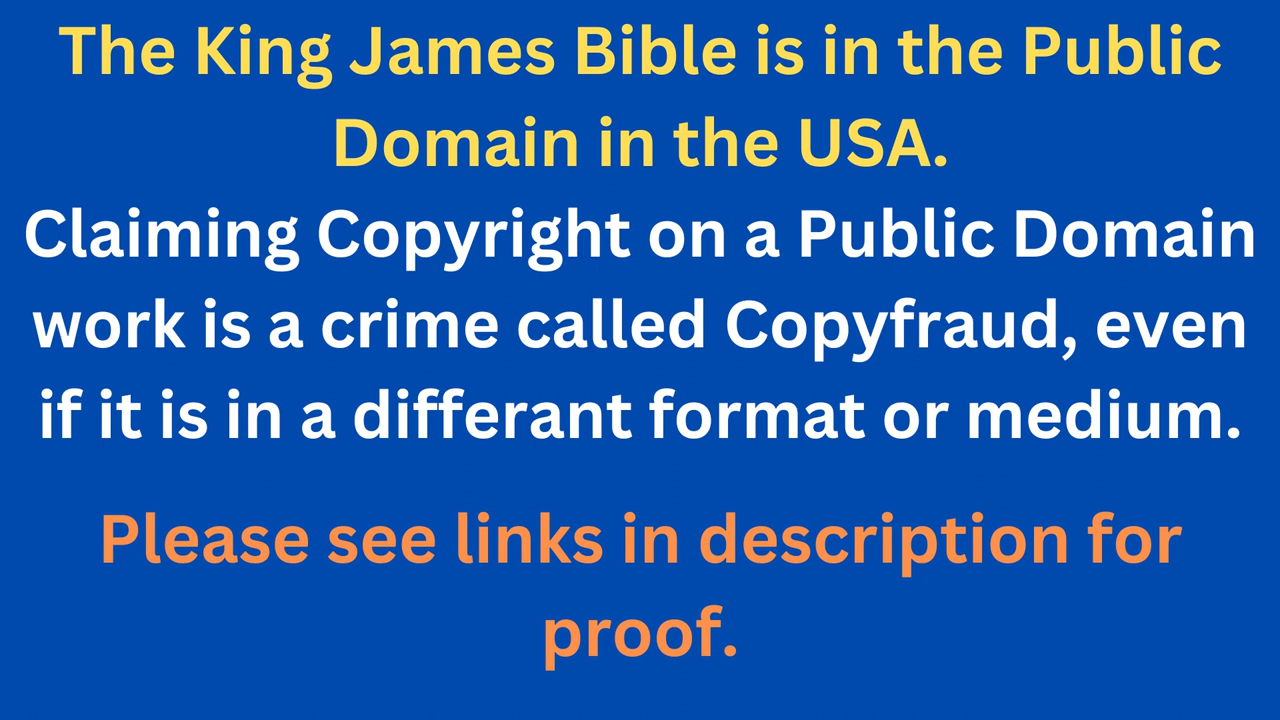 The King James Bible is in the Public
Domain in the USA.
Claiming Copyright on a Public Domain
work is a crime called Copyfraud, even
if it is in a differant format or medium.
Please see links in description for
proof.